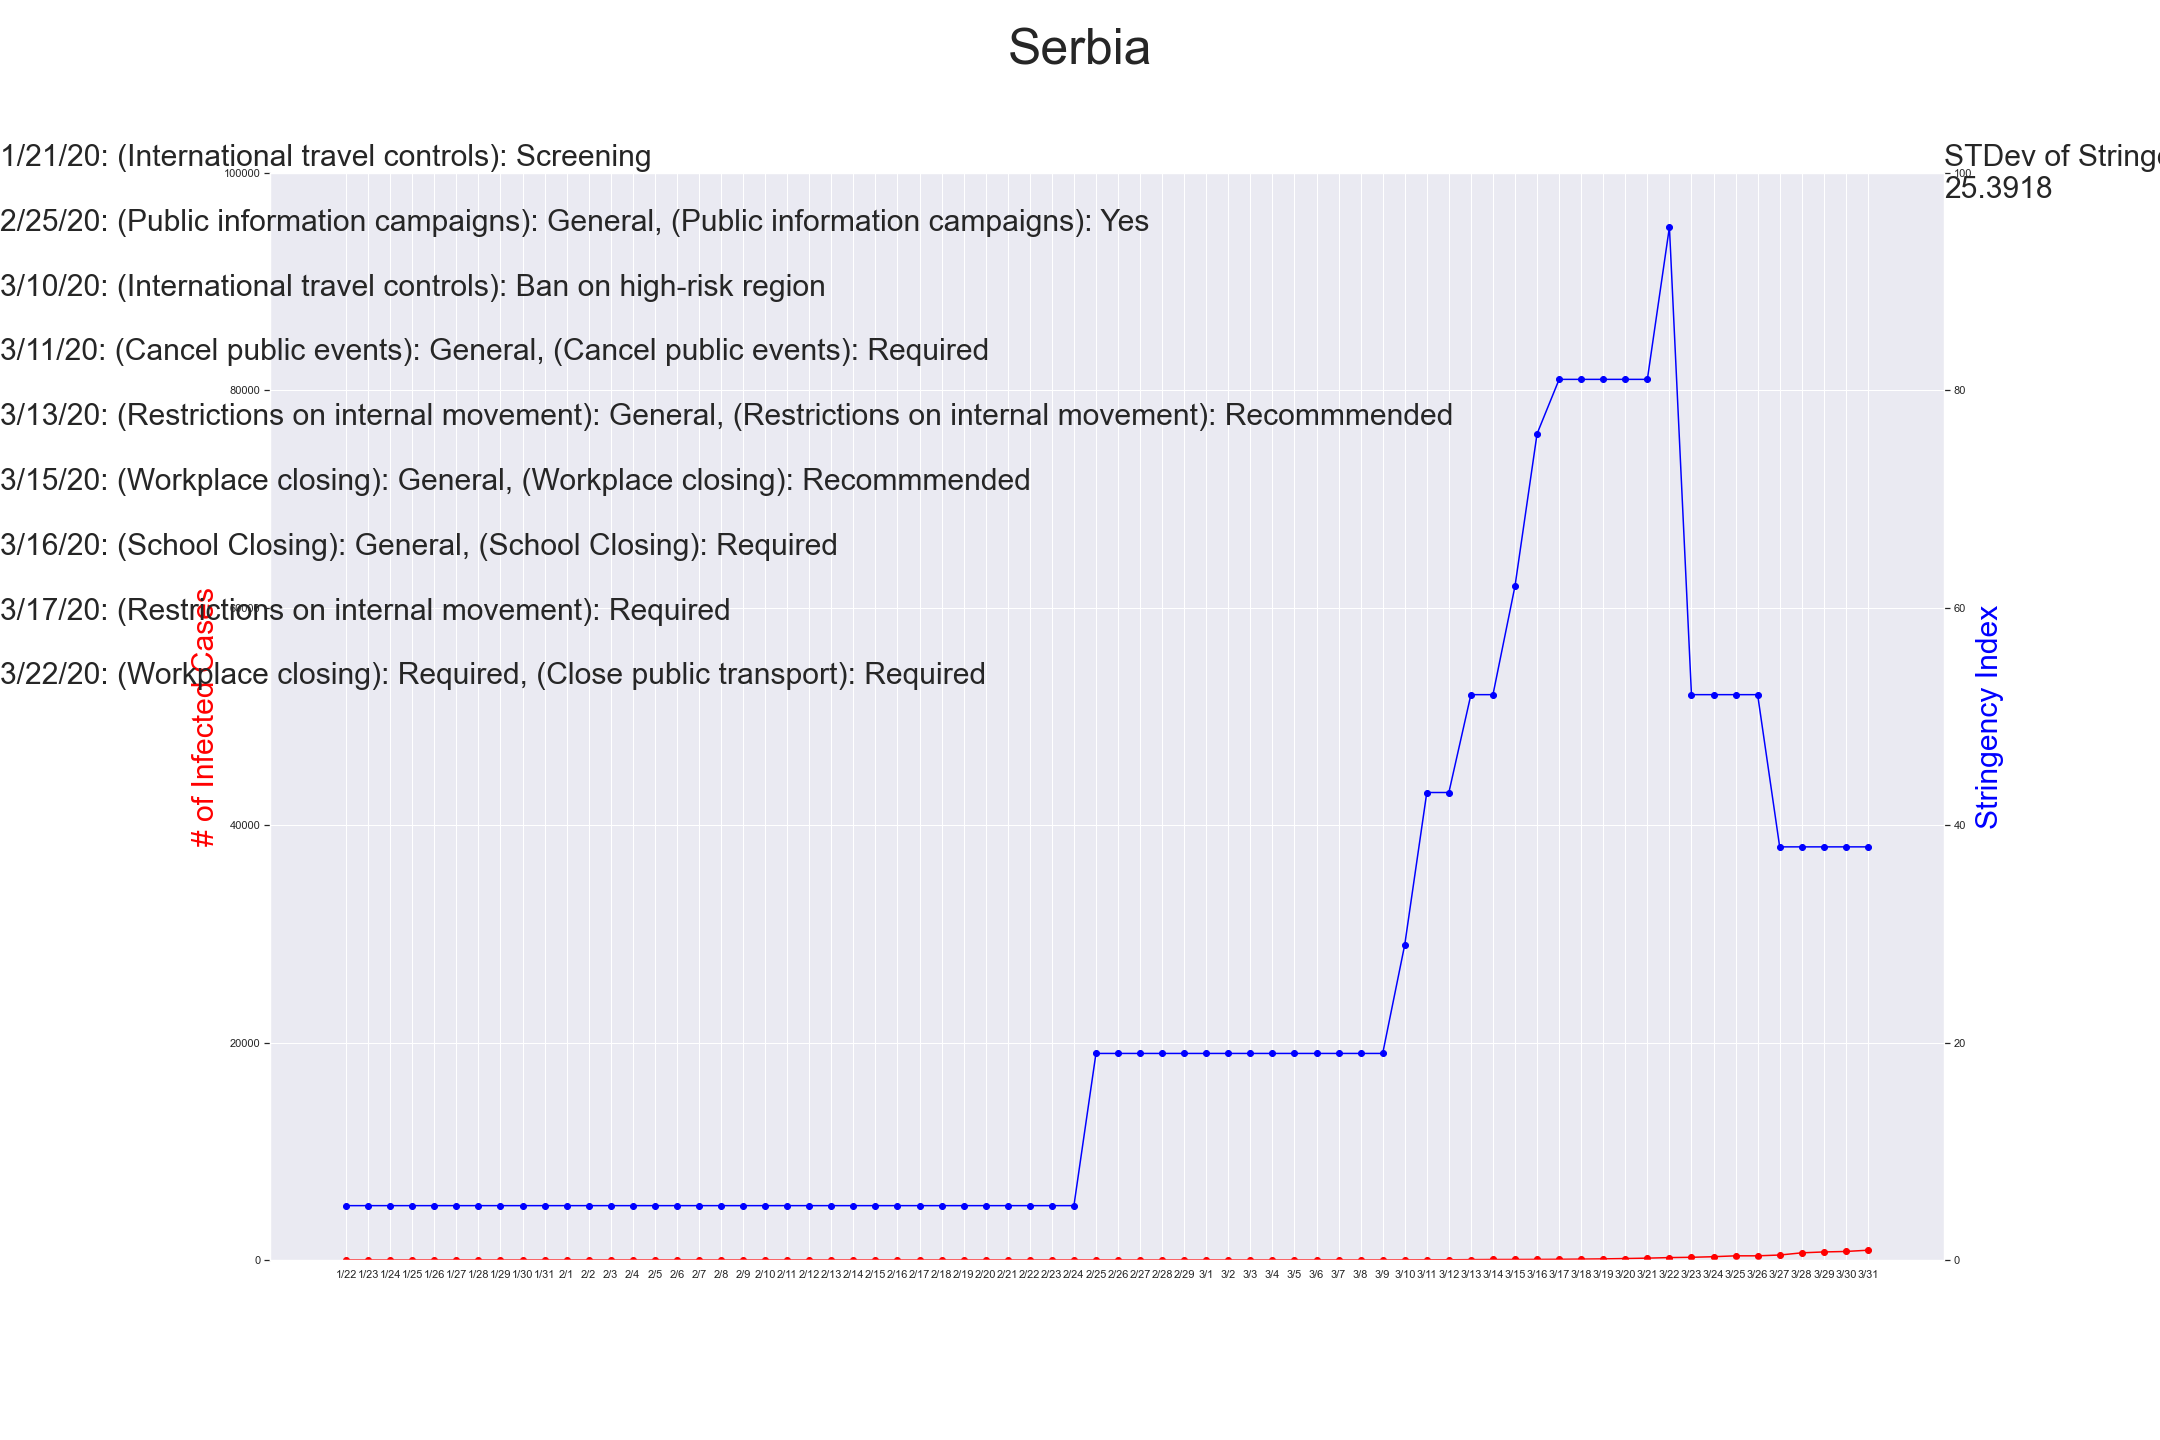 Serbia
1/21/20: (International travel controls): Screening
STDev of Stringe
25.3918
2/25/20: (Public information campaigns): General, (Public information campaigns): Yes
3/10/20: (International travel controls): Ban on high-risk region
3/11/20: (Cancel public events): General, (Cancel public events): Required
3/13/20: (Restrictions on internal movement): General, (Restrictions on internal movement): Recommmended
3/15/20: (Workplace closing): General, (Workplace closing): Recommmended
3/16/20: (School Closing): General, (School Closing): Required
3/17/20: (Restrictions on internal movement): Required
3/22/20: (Workplace closing): Required, (Close public transport): Required
# of Infected Cases
100000
80000
60000
40000
20000
0
Stringency Index
100
80
60
40
20
0
1/22 1/23 1/24 1/25 1/26 1/27 1/28 1/29 1/30 1/31 2/1 2/2 2/3 2/4 2/5 2/6 2/7 2/8 2/9 2/10 2/11 2/12 2/13 2/14 2/15 2/16 2/17 2/18 2/19 2/20 2/21 2/22 2/23 2/24 2/25 2/26 2/27 2/28 2/29 3/1 3/2 3/3 3/4 3/5 3/6 3/7 3/8 3/9 3/10 3/11 3/12 3/13 3/14 3/15 3/16 3/17 3/18 3/19 3/20 3/21 3/22 3/23 3/24 3/25 3/26 3/27 3/28 3/29 3/30 3/31